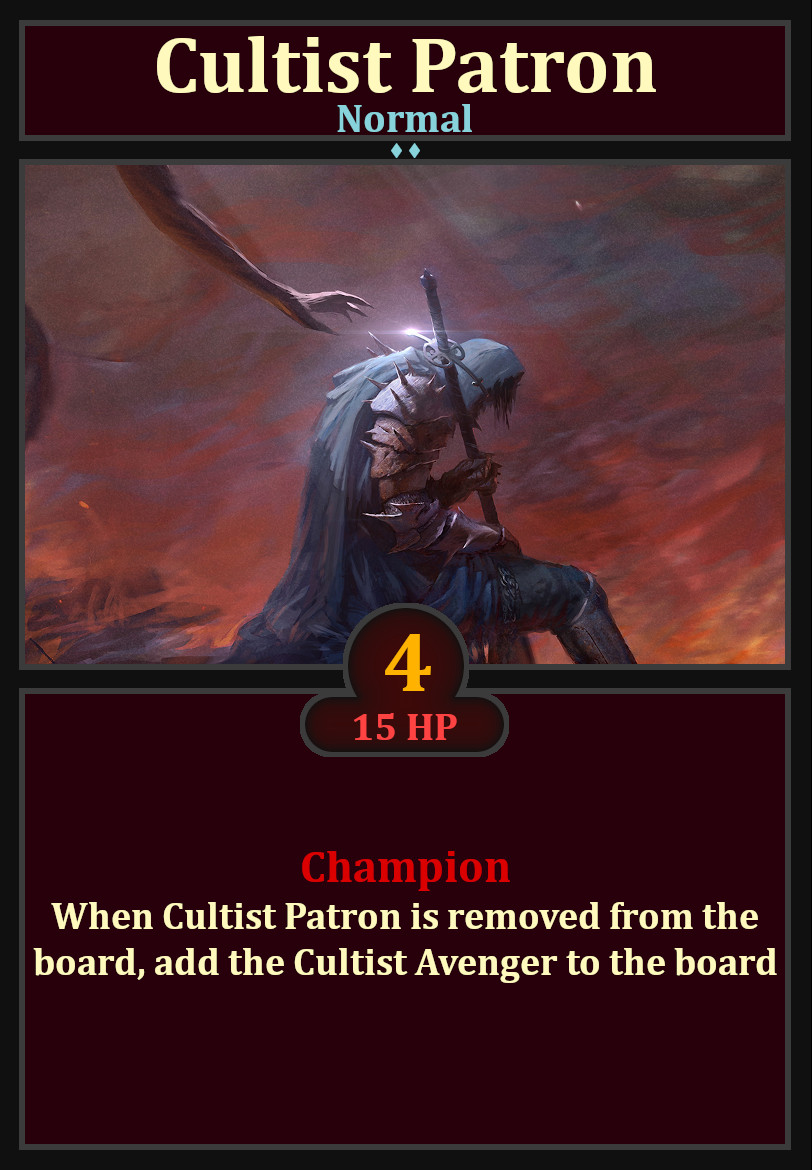 Cultist Patron
Normal
4
15 HP
Champion
When Cultist Patron is removed from the
board, add the Cultist Avenger to the board